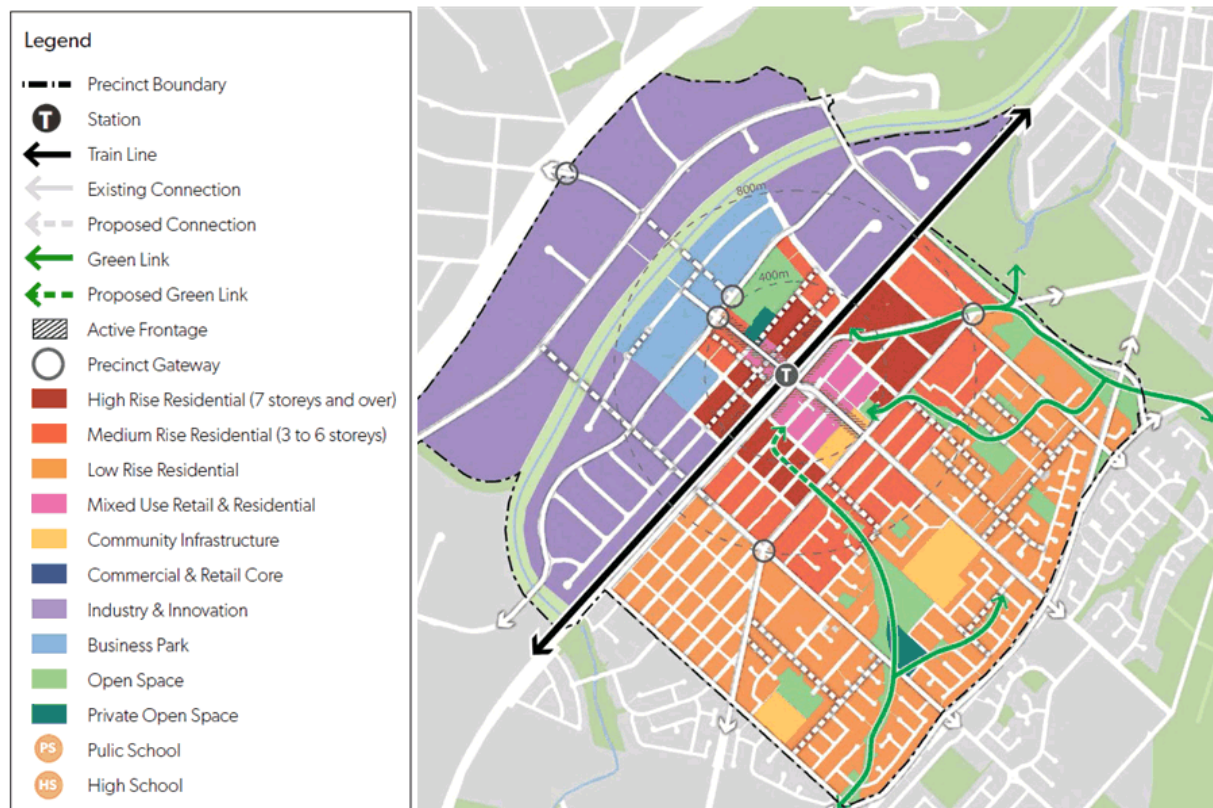 Legend
Precinct Boundary
T
Station
Train Line
Existing Connection
Proposed Connection
Green Link
Proposed Green Link
Active Frontage
Precinct Gateway
High Rise Residential (7 storeys and over)
Medium Rise Residential (3 to 6 storeys)
Low Rise Residential
Mixed Use Retail & Residential
Community Infrastructure
Commercial & Retail Core
Industry & Innovation
Business Park
Open Space
Private Open Space
PS
Pulic School
HS
High School
800m
400m
T